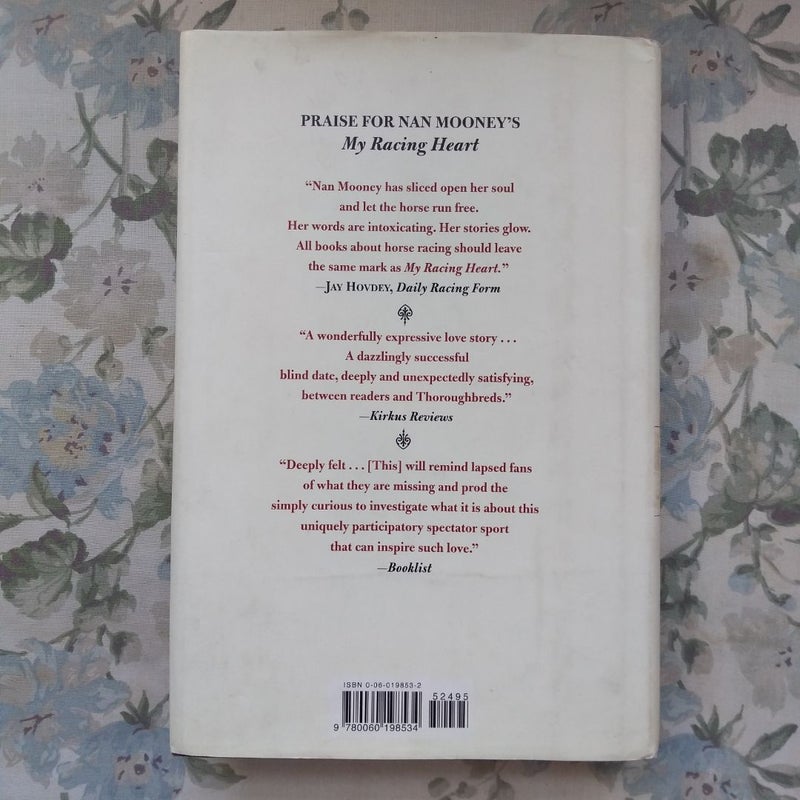 PRAISE FOR NAN MOONEY'S
My Racing Heart
“Nan Mooney has sliced open her soul
and let the horse run free.
Her words are intoxicating. Her stories glow.
All books about horse racing should leave
the same mark as My Racing Heart.”
—JAY HOVDEY, Daily Racing Form
“A wonderfully expressive love story . . .
A dazzlingly successful
blind date, deeply and unexpectedly satisfying,
between readers and Thoroughbreds.”
—Kirkus Reviews
“Deeply felt . . . [This] will remind lapsed fans
of what they are missing and prod the
simply curious to investigate what it is about this
uniquely participatory spectator sport
that can inspire such love.”
—Booklist
ISBN 0-06-019853-2
52495
9 780060 198534